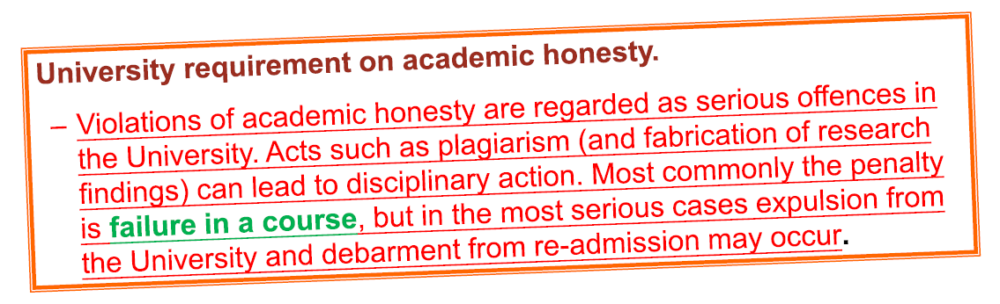 University requirement on academic honesty.
– Violations of academic honesty are regarded as serious offences in
the University. Acts such as plagiarism (and fabrication of research
findings) can lead to disciplinary action. Most commonly the penalty
is failure in a course, but in the most serious cases expulsion from
the University and debarment from re-admission may occur.